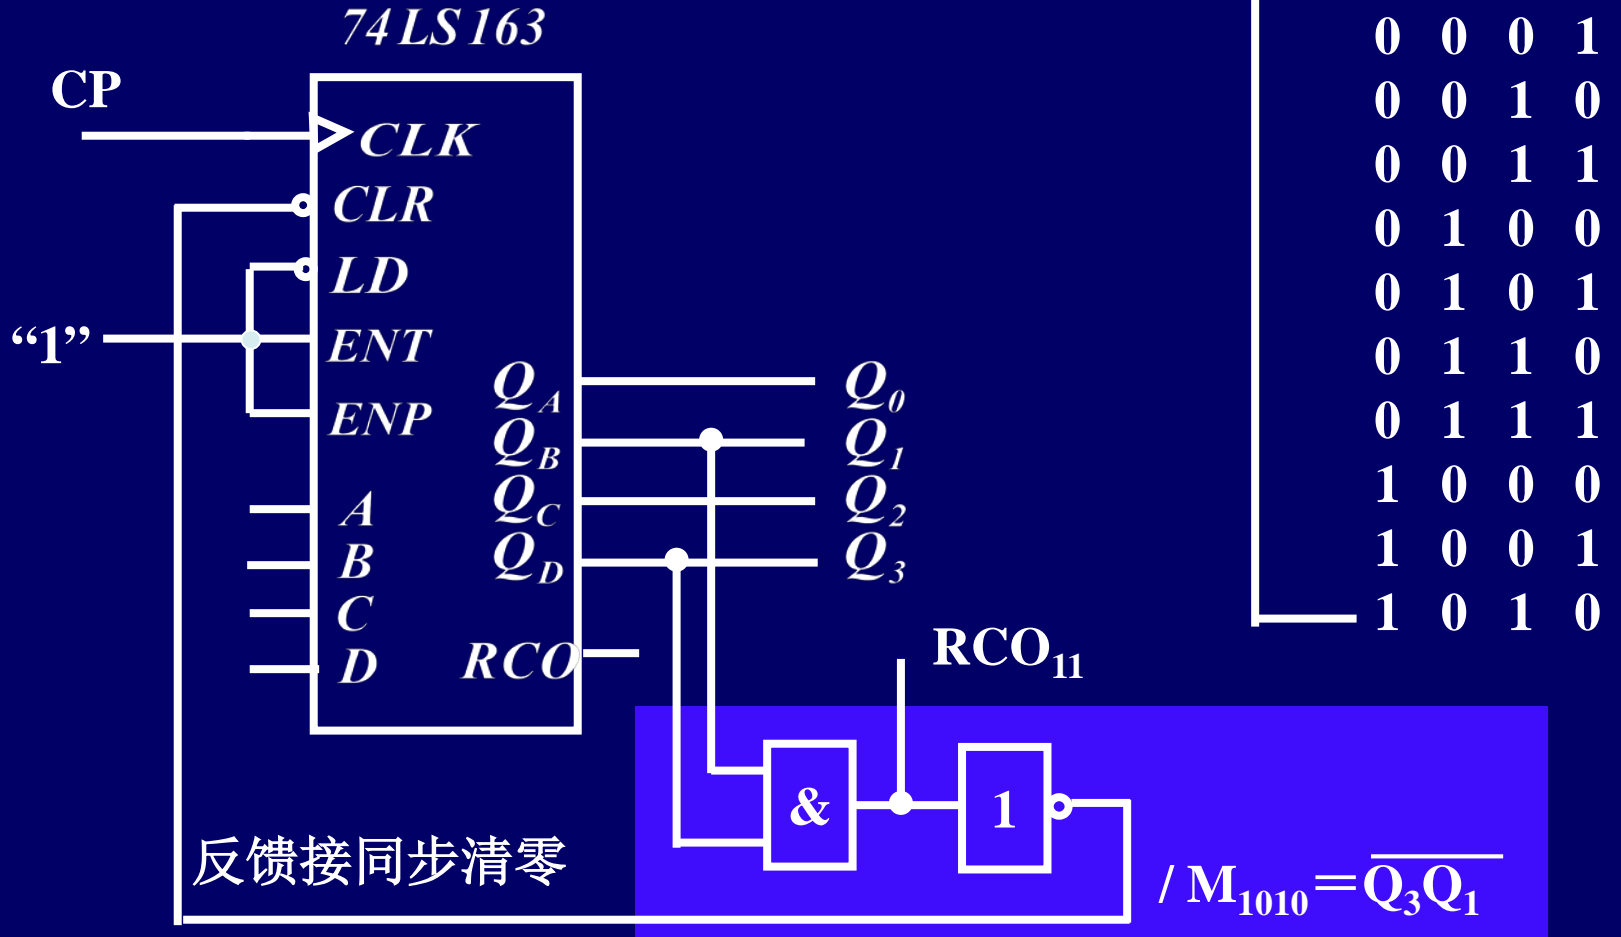 74LS163
CP
CLK
CLR
LD
“1”
ENT
ENP
A
B
C
D
QA
QB
QC
QD
RCO
Q0
Q1
Q2
Q3
RCO11
&
1
反馈接同步清零
/ M1010＝Q̅3̅Q̅1̅
0 0 0 1
0 0 1 0
0 0 1 1
0 1 0 0
0 1 0 1
0 1 1 0
0 1 1 1
1 0 0 0
1 0 0 1
1 0 1 0